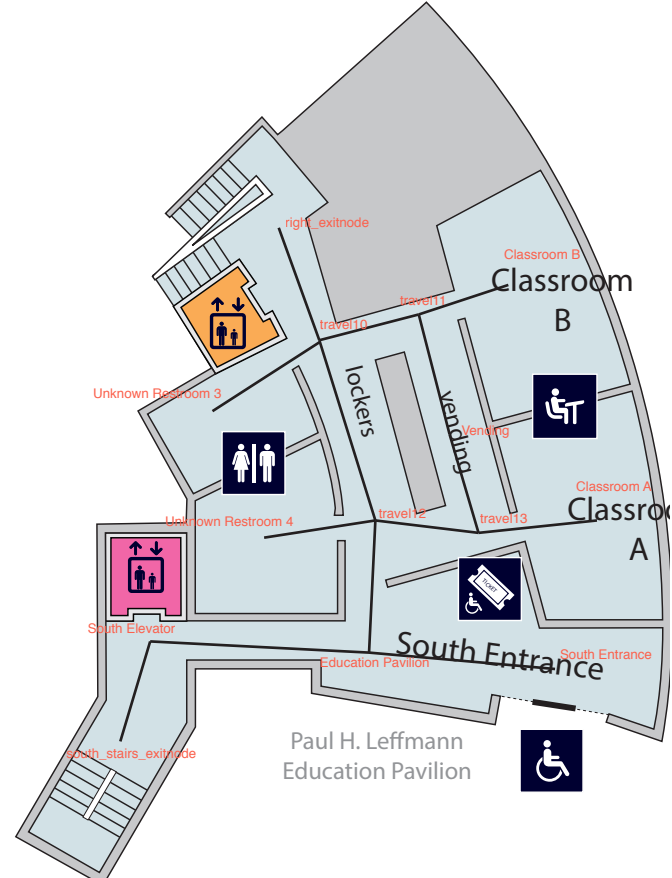 right_exitnode
Classroom B
Classroom
B
travel11
travel10
lockers
vending
Unknown Restroom 3
Vending
Classroom A
Classroo
A
travel12
travel13
Unknown Restroom 4
TICKET
South Elevator
South Entrance
South Entrance
Education Pavilion
south_stairs_exitnode
Paul H. Leffmann
Education Pavilion